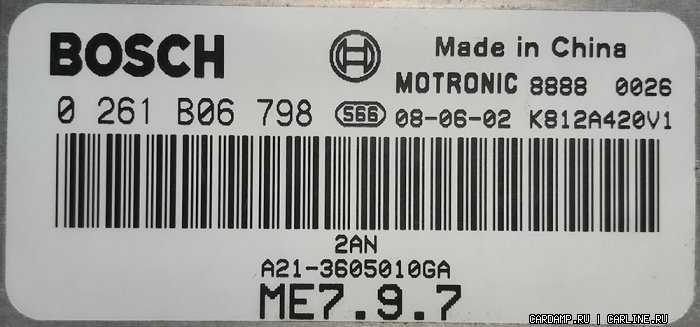 BOSCH Made in China
MOTRONIC 8888 0026
0 261 B06 798 S66 08-06-02 K812A420V1
2AN
A21-3605010GA
ME7.9.7
CARDAMP.RU | CARLINE.RU